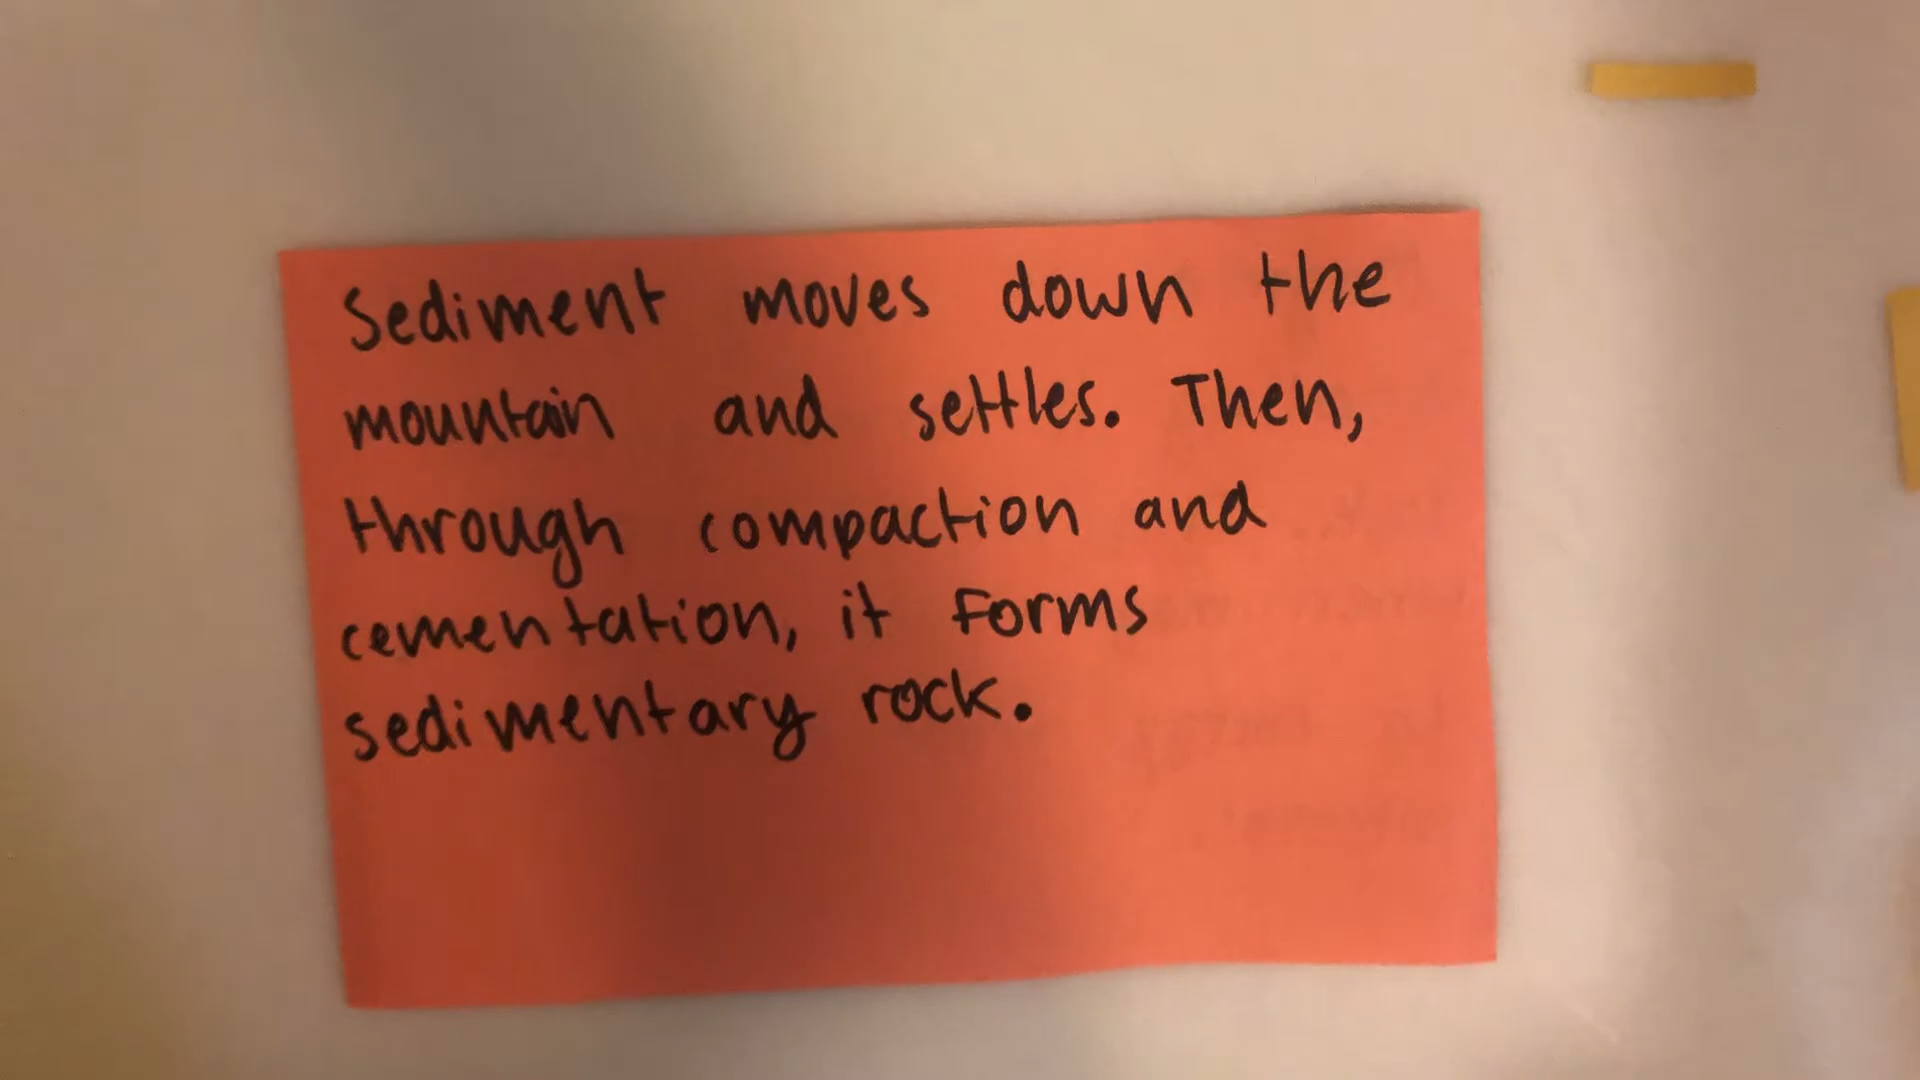 Sediment moves down the
mountain and settles. Then,
through compaction and
cementation, it forms
sedimentary rock.